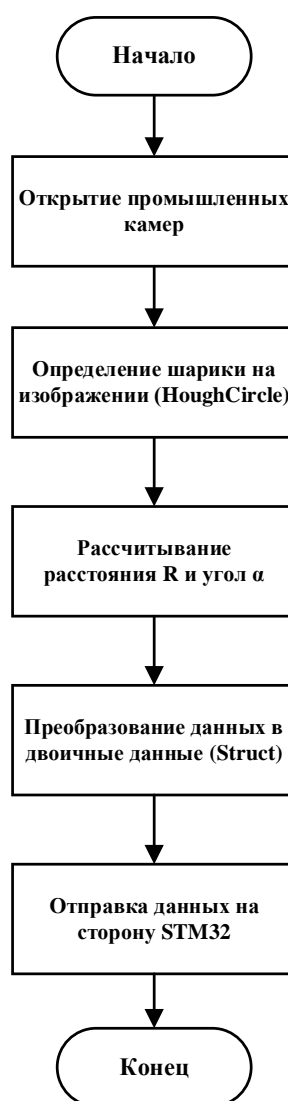 Начало
Открытие промышленных
камер
Определение шарики на
изображении (HoughCircle)
Рассчитывание
расстояния R и угол α
Преобразование данных в
двоичные данные (Struct)
Отправка данных на
сторону STM32
Конец